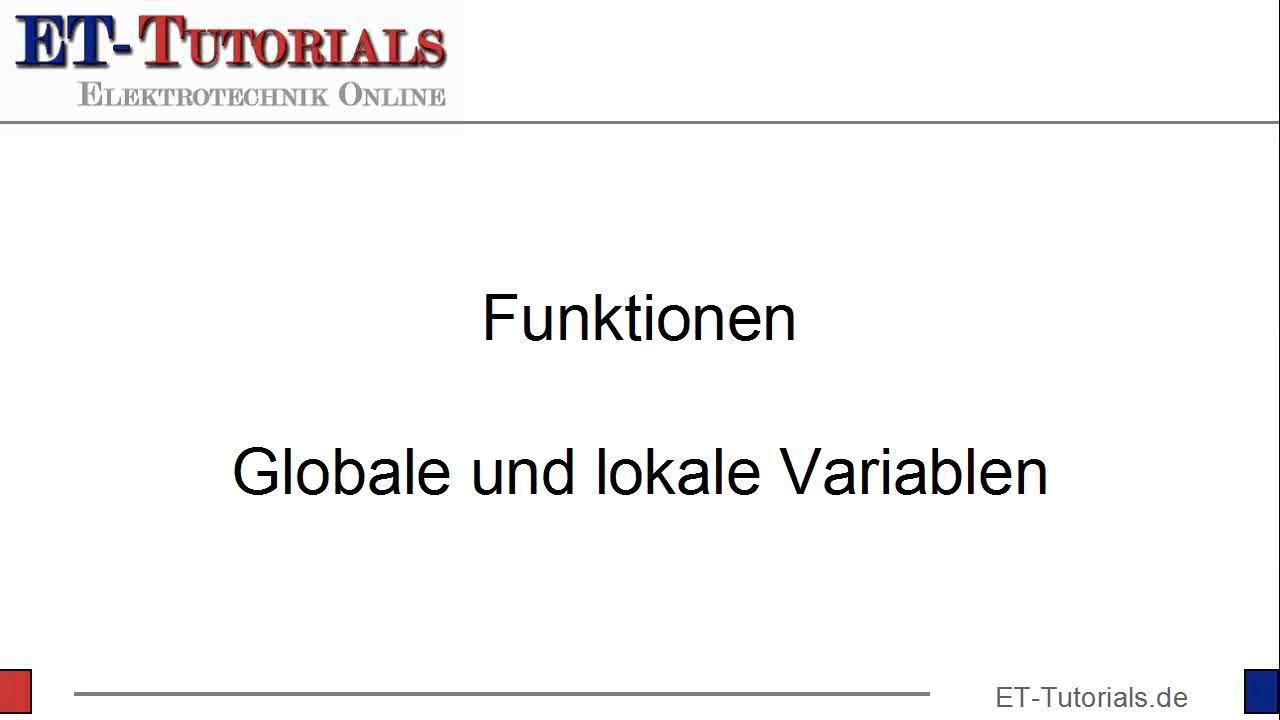 ET-Tutorials
Elektrotechnik Online
Funktionen
Globale und lokale Variablen
ET-Tutorials.de